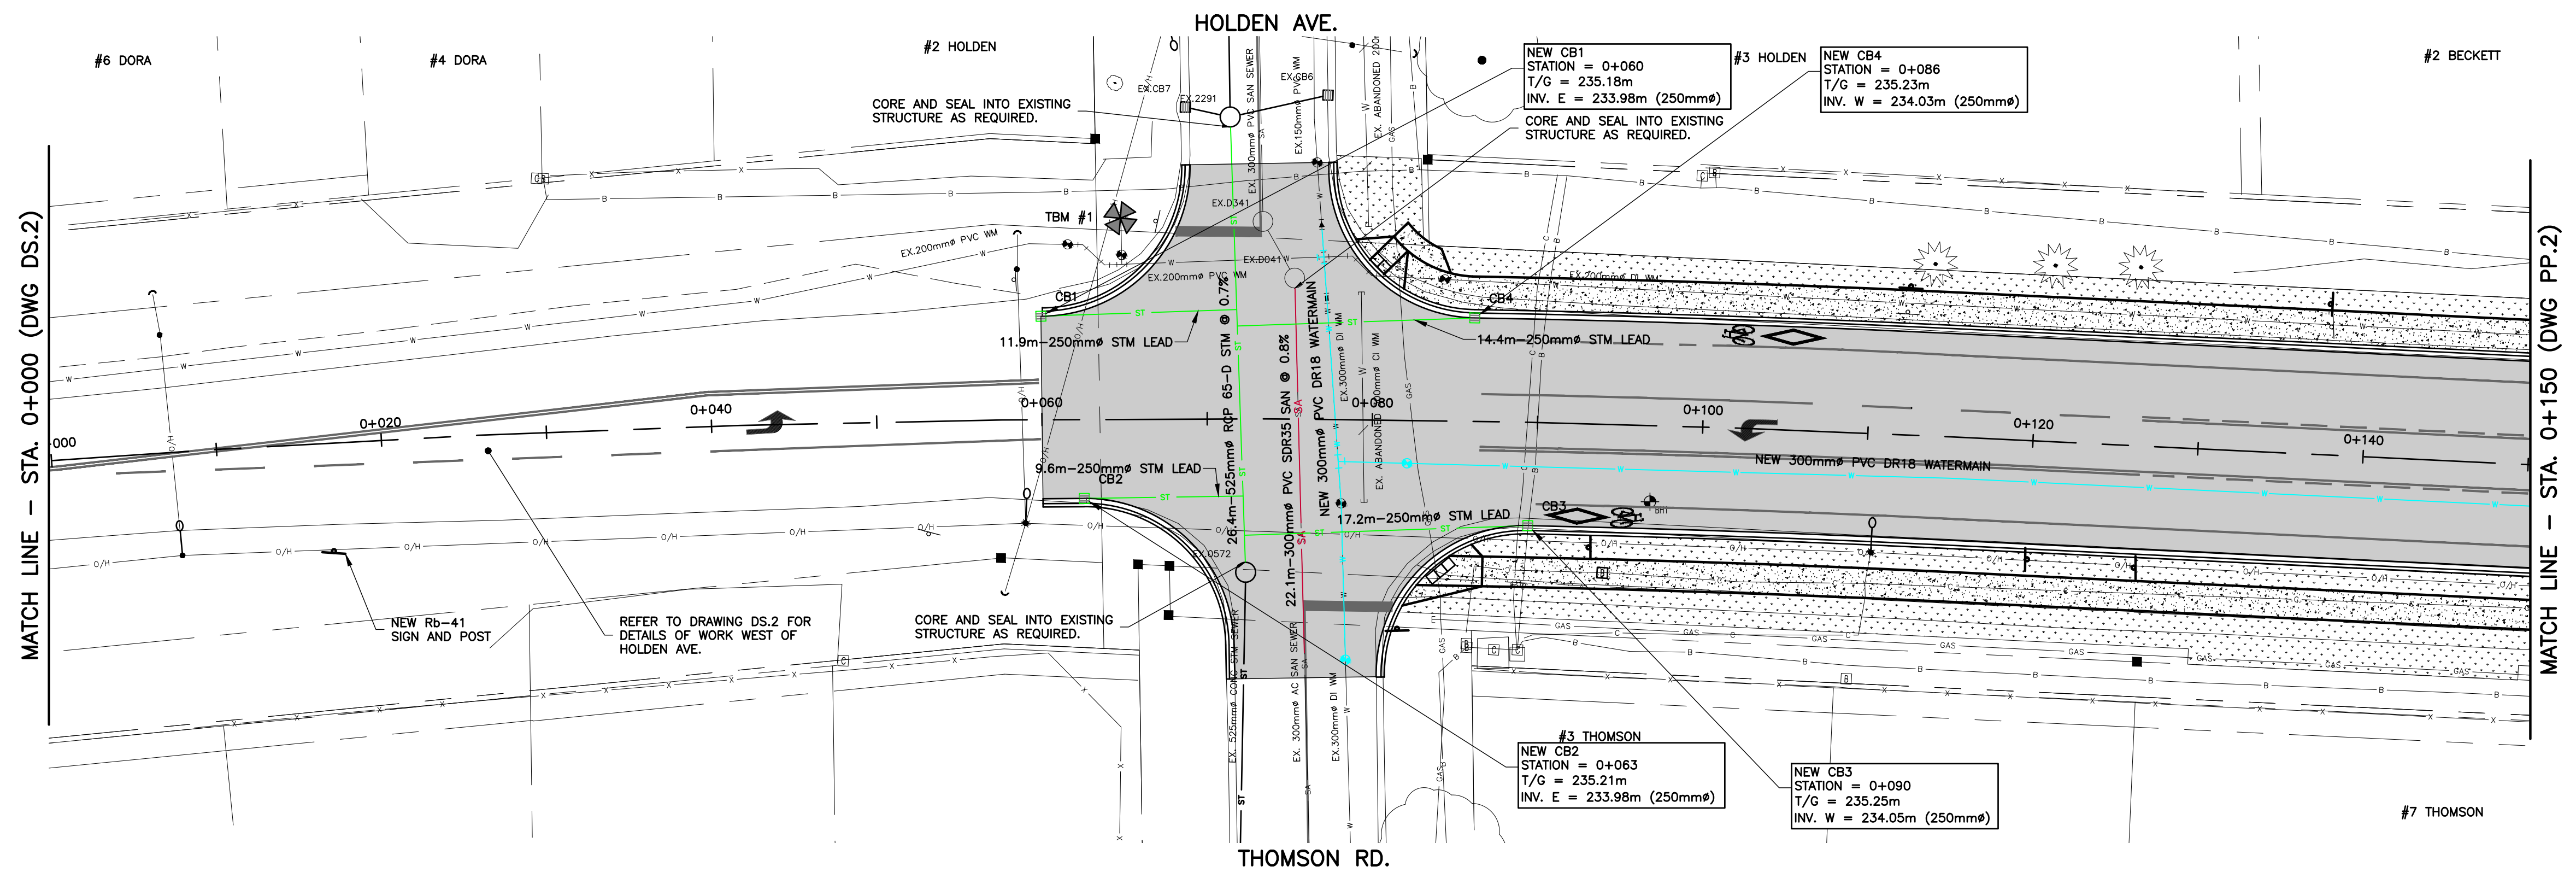 HOLDEN AVE.
#6 DORA
#4 DORA
#2 HOLDEN
#3 HOLDEN
#2 BECKETT
NEW CB1
STATION = 0+060
T/G = 235.18m
INV. E = 233.98m (250mmø)
NEW CB4
STATION = 0+086
T/G = 235.23m
INV. W = 234.03m (250mmø)
CORE AND SEAL INTO EXISTING
STRUCTURE AS REQUIRED.
CORE AND SEAL INTO EXISTING
STRUCTURE AS REQUIRED.
EX.CB7
EX.2291
EX.CB6
EX. 300mmø PVC SAN SEWER
EX.150mmø PVC WM
EX. ABANDONED 200
TBM #1
EX.D341
EX.D041
EX.200mmø PVC WM
EX.200mmø PVC WM
EX.200mmø DI WM
MATCH LINE - STA. 0+000 (DWG DS.2)
MATCH LINE - STA. 0+150 (DWG PP.2)
CB1
CB4
11.9m-250mmø STM LEAD
14.4m-250mmø STM LEAD
26.4m-525mmø RCP 65-D STM @ 0.7%
22.1m-300mmø PVC SDR35 SAN @ 0.8%
NEW 300mmø PVC DR18 WATERMAIN
EX.300mmø DI WM
000
0+020
0+040
0+060
0+080
0+100
0+120
0+140
NEW 300mmø PVC DR18 WATERMAIN
9.6m-250mmø STM LEAD
CB2
CB3
BH1
17.2m-250mmø STM LEAD
EX.0572
NEW Rb-41
SIGN AND POST
REFER TO DRAWING DS.2 FOR
DETAILS OF WORK WEST OF
HOLDEN AVE.
CORE AND SEAL INTO EXISTING
STRUCTURE AS REQUIRED.
EX. 525mmø CONC STM SEWER
EX. 300mmø AC SAN SEWER
EX.300mmø DI WM
#3 THOMSON
NEW CB2
STATION = 0+063
T/G = 235.21m
INV. E = 233.98m (250mmø)
NEW CB3
STATION = 0+090
T/G = 235.25m
INV. W = 234.05m (250mmø)
#7 THOMSON
THOMSON RD.